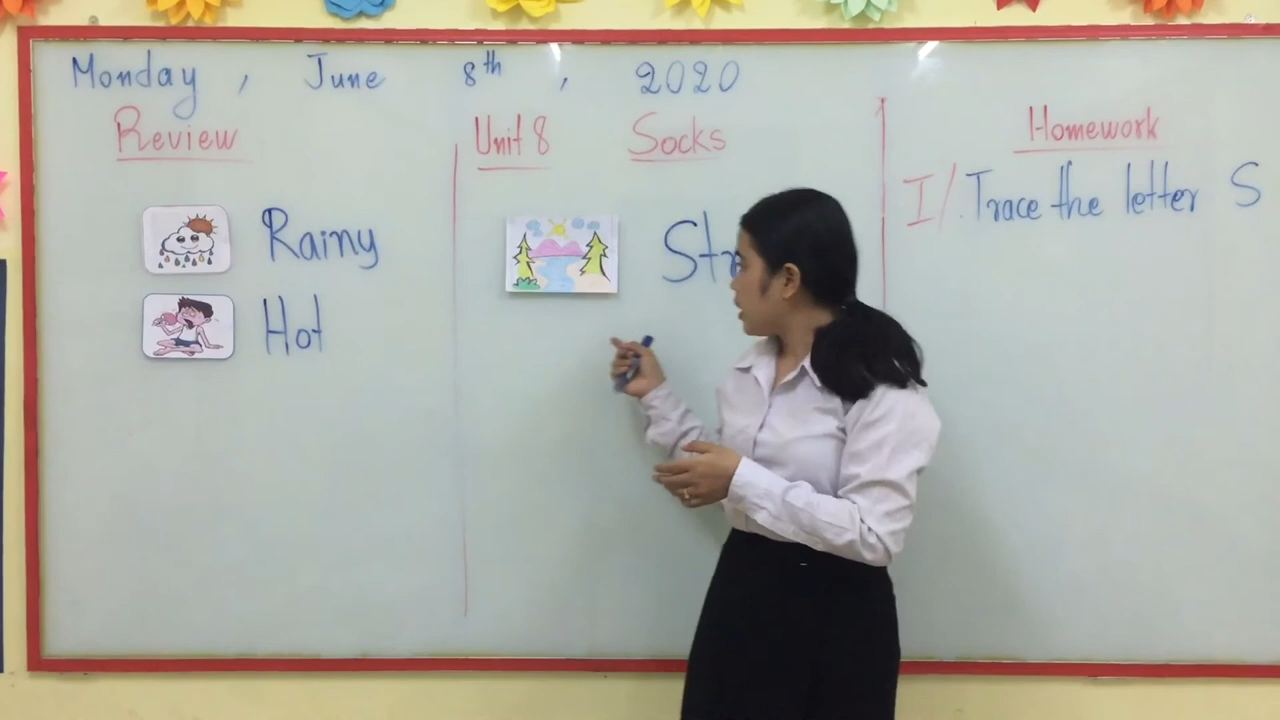 Monday, June 8th, 2020
Review
Rainy
Hot
Unit 8 Socks
Homework
I/. Trace the letter S